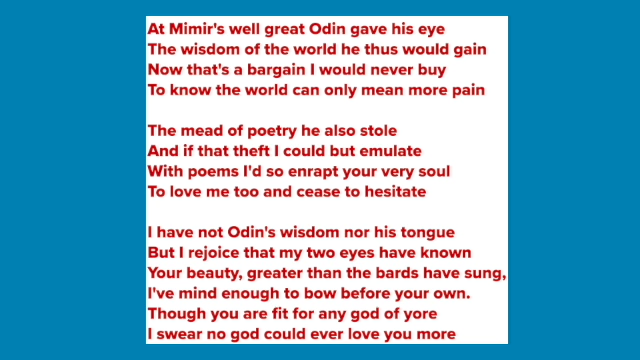 At Mimir's well great Odin gave his eye
The wisdom of the world he thus would gain
Now that's a bargain I would never buy
To know the world can only mean more pain
The mead of poetry he also stole
And if that theft I could but emulate
With poems I'd so enrapt your very soul
To love me too and cease to hesitate
I have not Odin's wisdom nor his tongue
But I rejoice that my two eyes have known
Your beauty, greater than the bards have sung,
I've mind enough to bow before your own.
Though you are fit for any god of yore
I swear no god could ever love you more